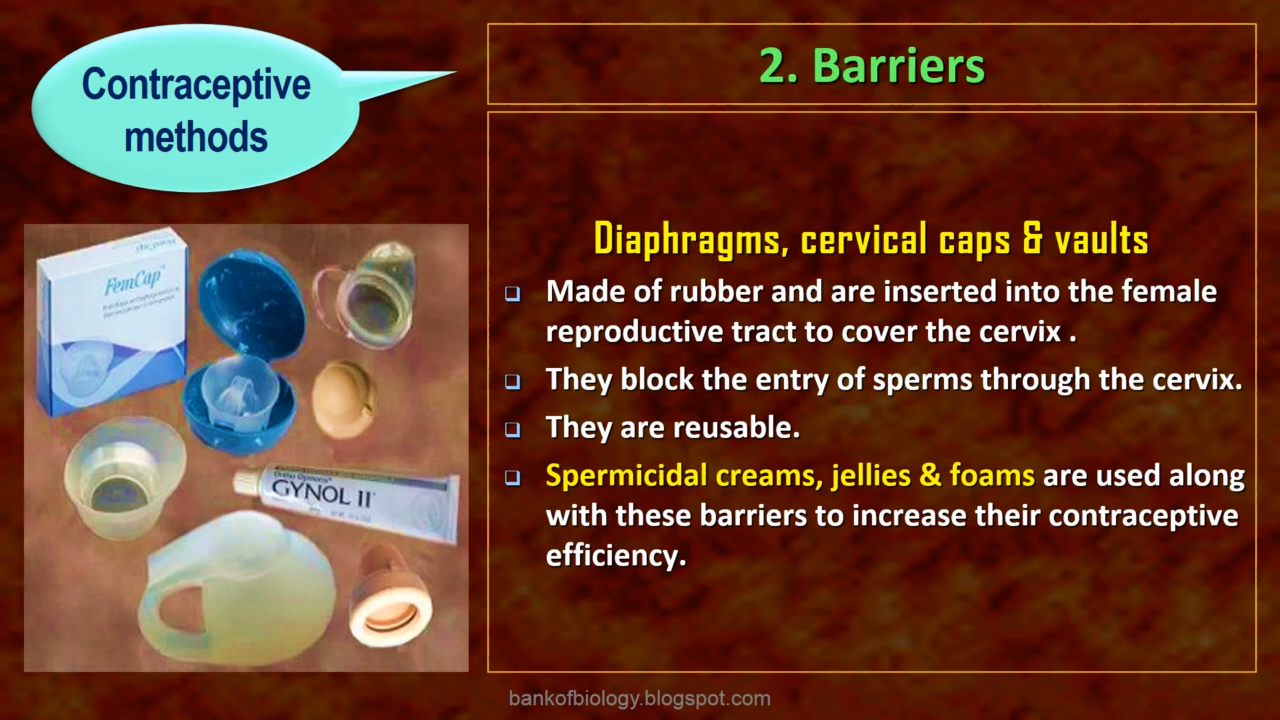 Contraceptive
methods
2. Barriers
Diaphragms, cervical caps & vaults
Made of rubber and are inserted into the female
reproductive tract to cover the cervix .
They block the entry of sperms through the cervix.
They are reusable.
Spermicidal creams, jellies & foams are used along
with these barriers to increase their contraceptive
efficiency.
FemCap
GYNOL II
bankofbiology.blogspot.com